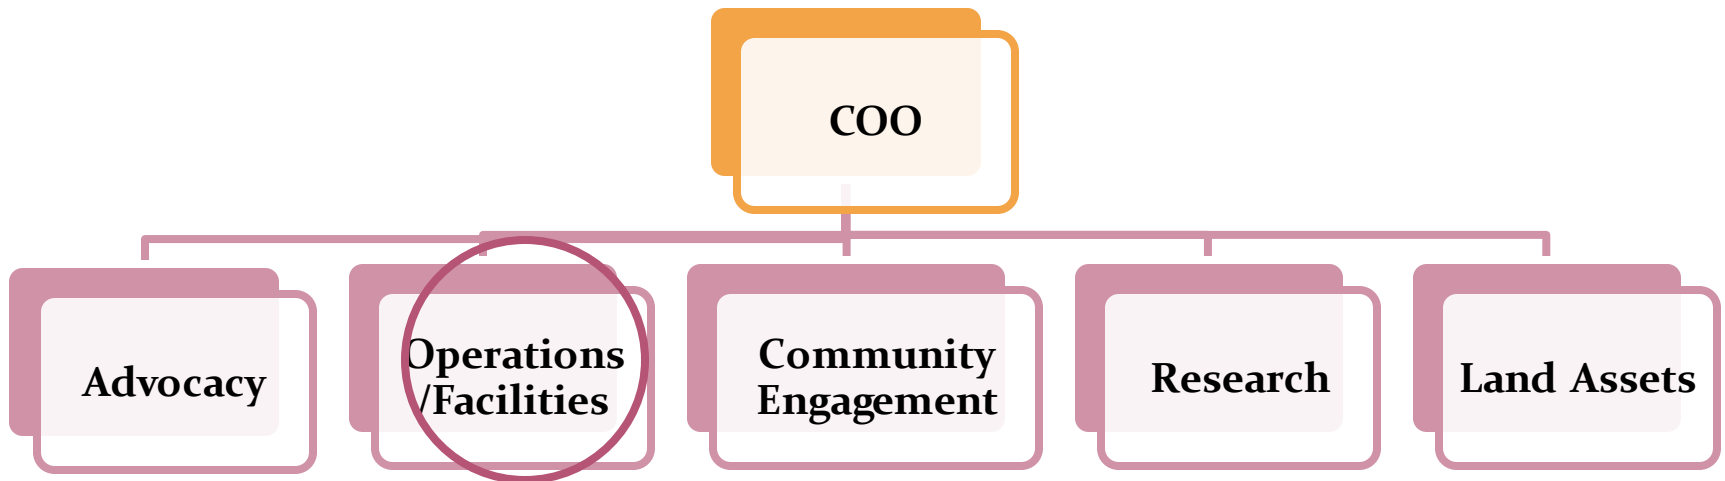 COO
Advocacy
Operations
/Facilities
Community
Engagement
Research
Land Assets